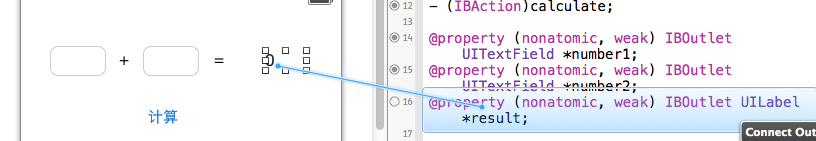 12 - (IBAction)calculate;
13
14 @property (nonatomic, weak) IBOutlet
UITextField *number1;
+ = 0
15 @property (nonatomic, weak) IBOutlet
UITextField *number2;
16 @property (nonatomic, weak) IBOutlet UILabel
计算
*result;
17
Connect Out